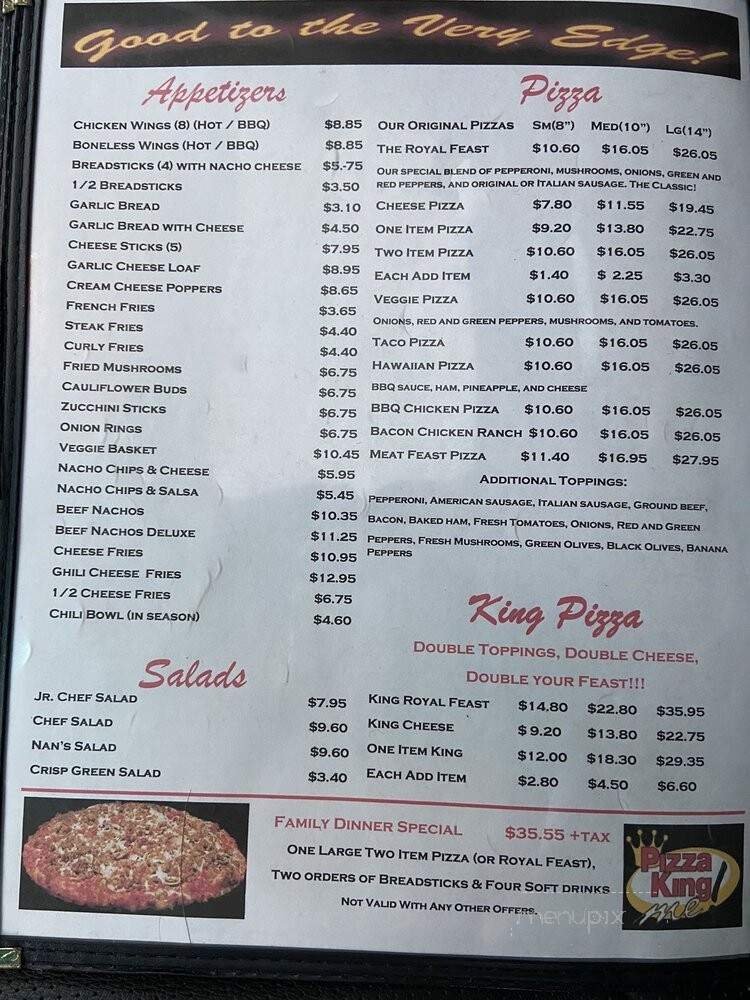 Good to the Very Edge!
Appetizers
CHICKEN WINGS (8) (HOT / BBQ) $8.85
BONELESS WINGS (HOT / BBQ) $8.85
BREADSTICKS (4) WITH NACHO CHEESE $5.-75
1/2 BREADSTICKS $3.50
GARLIC BREAD $3.10
GARLIC BREAD WITH CHEESE $4.50
CHEESE STICKS (5) $7.95
GARLIC CHEESE LOAF $8.95
CREAM CHEESE POPPERS $8.65
FRENCH FRIES $3.65
STEAK FRIES $4.40
CURLY FRIES $4.40
FRIED MUSHROOMS $6.75
CAULIFLOWER BUDS $6.75
ZUCCHINI STICKS $6.75
ONION RINGS $6.75
VEGGIE BASKET $10.45
NACHO CHIPS & CHEESE $5.95
NACHO CHIPS & SALSA $5.45
BEEF NACHOS $10.35
BEEF NACHOS DELUXE $11.25
CHEESE FRIES $10.95
GHILI CHEESE FRIES $12.95
1/2 CHEESE FRIES $6.75
CHILI BOWL (IN SEASON) $4.60
Salads
JR. CHEF SALAD $7.95
CHEF SALAD $9.60
NAN'S SALAD $9.60
CRISP GREEN SALAD $3.40
Pizza
OUR ORIGINAL PIZZAS SM(8") MED(10") LG(14")
THE ROYAL FEAST $10.60 $16.05 $26.05
OUR SPECIAL BLEND OF PEPPERONI, MUSHROOMS, ONIONS, GREEN AND
RED PEPPERS, AND ORIGINAL OR ITALIAN SAUSAGE. THE CLASSIC!
CHEESE PIZZA $7.80 $11.55 $19.45
ONE ITEM PIZZA $9.20 $13.80 $22.75
TWO ITEM PIZZA $10.60 $16.05 $26.05
EACH ADD ITEM $1.40 $ 2.25 $3.30
VEGGIE PIZZA $10.60 $16.05 $26.05
ONIONS, RED AND GREEN PEPPERS, MUSHROOMS, AND TOMATOES.
TACO PIZZA $10.60 $16.05 $26.05
HAWAIIAN PIZZA $10.60 $16.05 $26.05
BBQ SAUCE, HAM, PINEAPPLE, AND CHEESE
BBQ CHICKEN PIZZA $10.60 $16.05 $26.05
BACON CHICKEN RANCH $10.60 $16.05 $26.05
MEAT FEAST PIZZA $11.40 $16.95 $27.95
ADDITIONAL TOPPINGS:
PEPPERONI, AMERICAN SAUSAGE, ITALIAN SAUSAGE, GROUND BEEF,
BACON, BAKED HAM, FRESH TOMATOES, ONIONS, RED AND GREEN
PEPPERS, FRESH MUSHROOMS, GREEN OLIVES, BLACK OLIVES, BANANA
PEPPERS
King Pizza
DOUBLE TOPPINGS, DOUBLE CHEESE,
DOUBLE YOUR FEAST!!!
KING ROYAL FEAST $14.80 $22.80 $35.95
KING CHEESE $9.20 $13.80 $22.75
ONE ITEM KING $12.00 $18.30 $29.35
EACH ADD ITEM $2.80 $4.50 $6.60
FAMILY DINNER SPECIAL $35.55 +TAX
ONE LARGE TWO ITEM PIZZA (OR ROYAL FEAST),
TWO ORDERS OF BREADSTICKS & FOUR SOFT DRINKS
NOT VALID WITH ANY OTHER OFFERS.
Pizza
King!
me
menupix